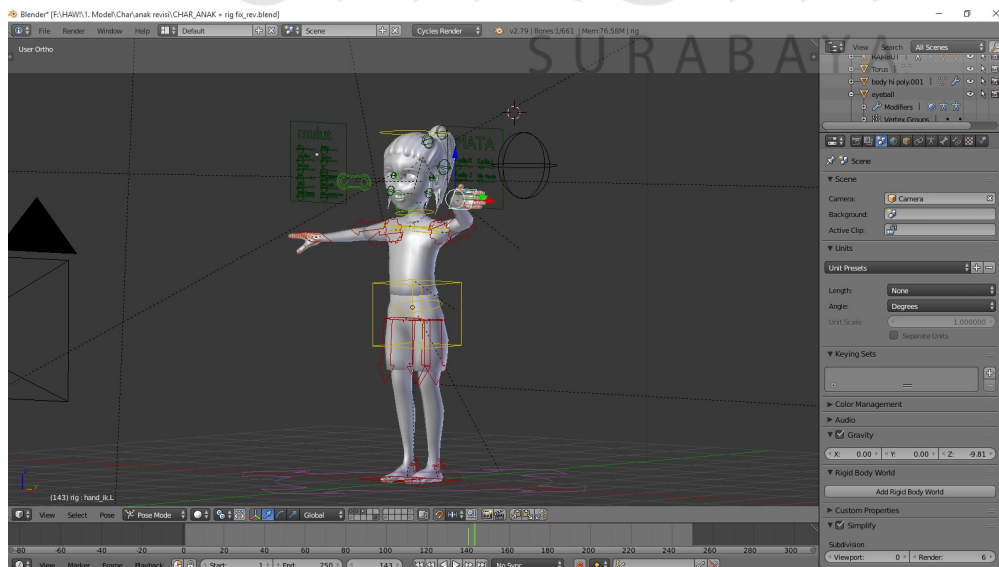 Blender* [F:\HAW!\1. Model\Char\anak revisi\CHAR_ANAK + rig fix_rev.blend]
File Render Window Help Default Scene Cycles Render v2.79 | Bones:1/661 | Mem:76.58M | rig
SURABAYA
User Ortho
View Search All Scenes
RAMBUT
Torus
body hi poly.001
eyeball
Modifiers
Vertex Groups
mulut
MATA
Scene
Scene
Camera: Camera
Background:
Active Clip:
Units
Unit Presets
Length: None
Angle: Degrees
Unit Scale: 1.000000
Separate Units
Keying Sets
Color Management
Audio
Gravity
X: 0.00 Y: 0.00 Z: -9.81
Rigid Body World
Add Rigid Body World
Custom Properties
Simplify
Subdivision
Viewport: 0 Render: 6
(143) rig : hand_ik.L
View Select Pose Pose Mode Global
-80 -60 -40 -20 0 20 40 60 80 100 120 140 160 180 200 220 240 260 280 300
View Marker Frame Playback Start: 1 End: 250 143 No Sync